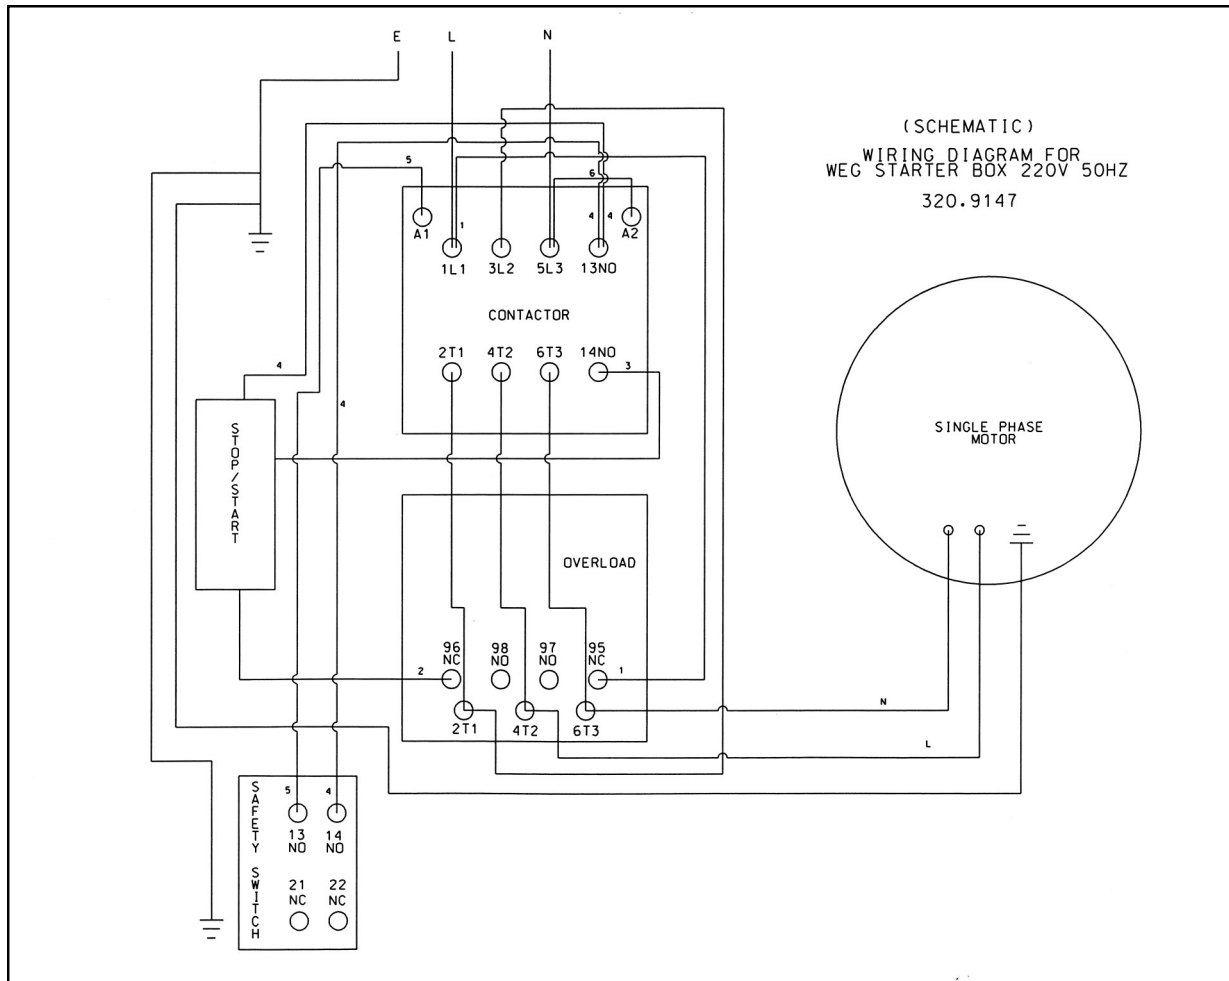 E L N
(SCHEMATIC)
WIRING DIAGRAM FOR
WEG STARTER BOX 220V 50HZ
320.9147
5
6
1
4 4
A1
A2
1L1 3L2 5L3 13NO
CONTACTOR
2T1 4T2 6T3 14NO
3
4
4
STOP/START
SINGLE PHASE
MOTOR
OVERLOAD
96 98 97 95
NC NO NO NC
2
1
2T1 4T2 6T3
N
L
SAFETY SWITCH
5 4
13 14
NO NO
21 22
NC NC